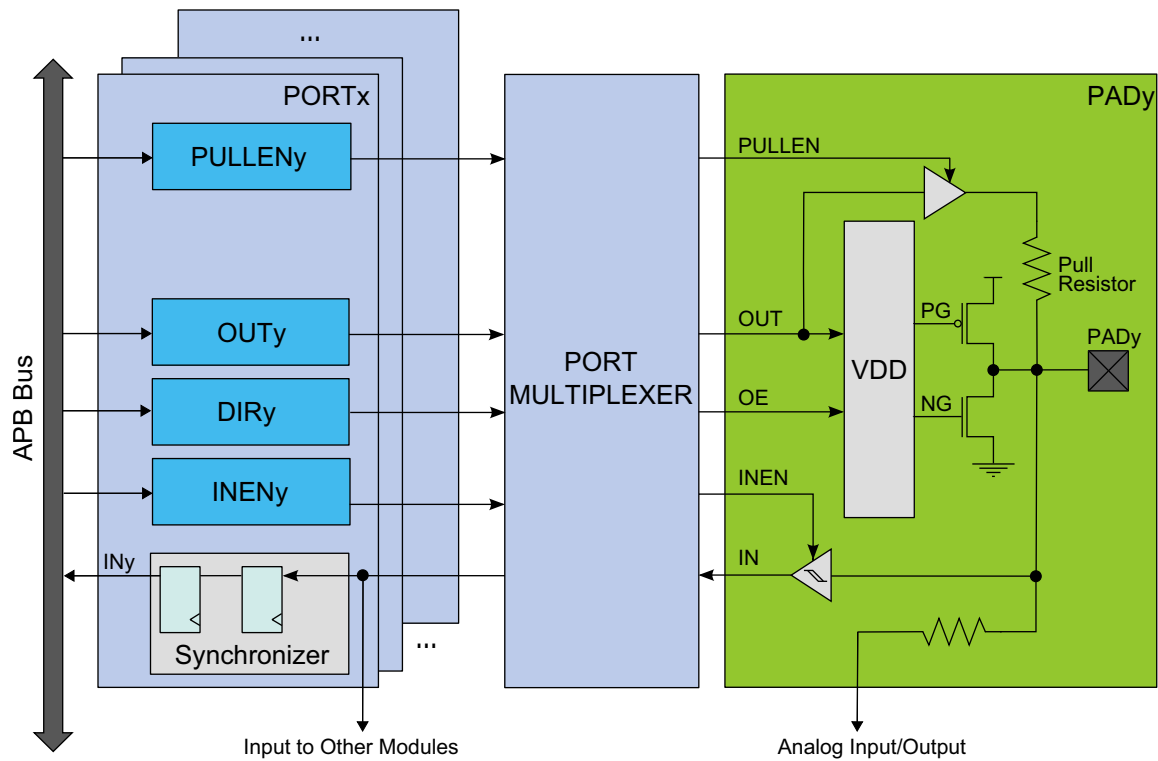 ...
PORTx
PADy
PULLENy
PULLEN
Pull
Resistor
OUTy
OUT
PG
PADy
PORT
MULTIPLEXER
VDD
APB Bus
DIRy
OE
NG
INENy
INEN
INy
IN
Synchronizer
...
Input to Other Modules
Analog Input/Output